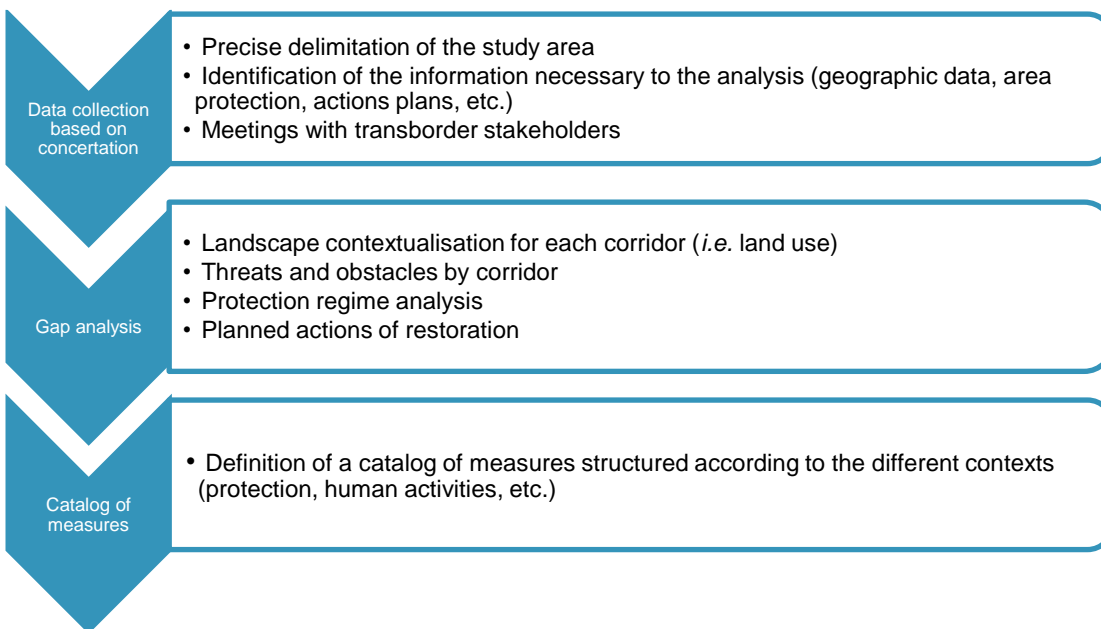 Data collection
based on
concertation
• Precise delimitation of the study area
• Identification of the information necessary to the analysis (geographic data, area
protection, actions plans, etc.)
• Meetings with transborder stakeholders
Gap analysis
• Landscape contextualisation for each corridor (i.e. land use)
• Threats and obstacles by corridor
• Protection regime analysis
• Planned actions of restoration
Catalog of
measures
• Definition of a catalog of measures structured according to the different contexts
(protection, human activities, etc.)